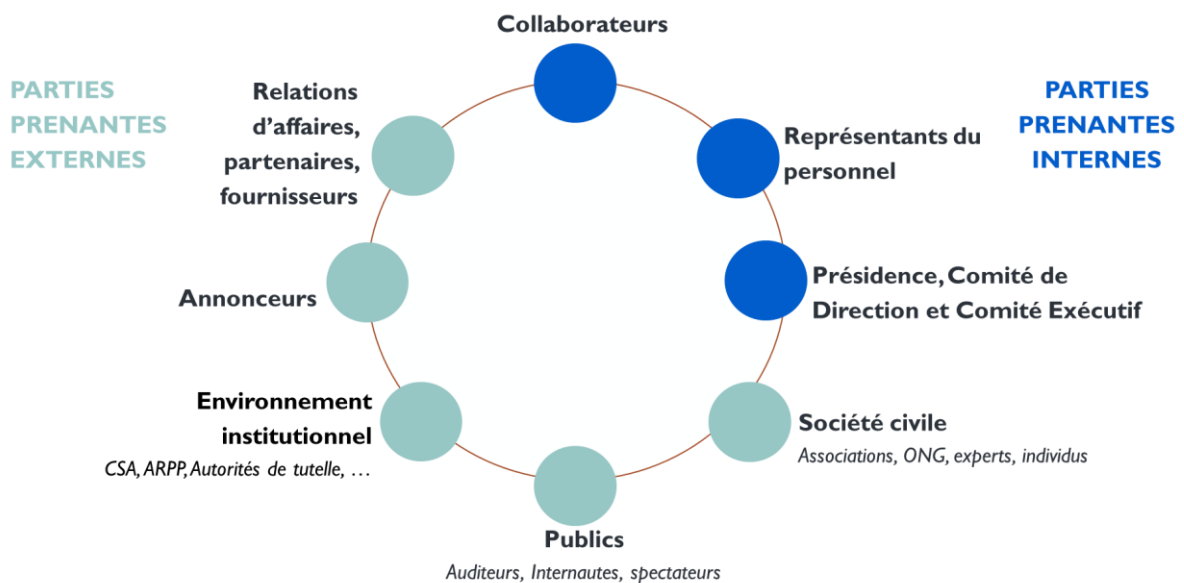 Collaborateurs
PARTIES
PRENANTES
EXTERNES
Relations
d’affaires,
partenaires,
fournisseurs
PARTIES
PRENANTES
INTERNES
Représentants du
personnel
Annonceurs
Présidence, Comité de
Direction et Comité Exécutif
Environnement
institutionnel
CSA, ARPP, Autorités de tutelle, …
Société civile
Associations, ONG, experts, individus
Publics
Auditeurs, Internautes, spectateurs